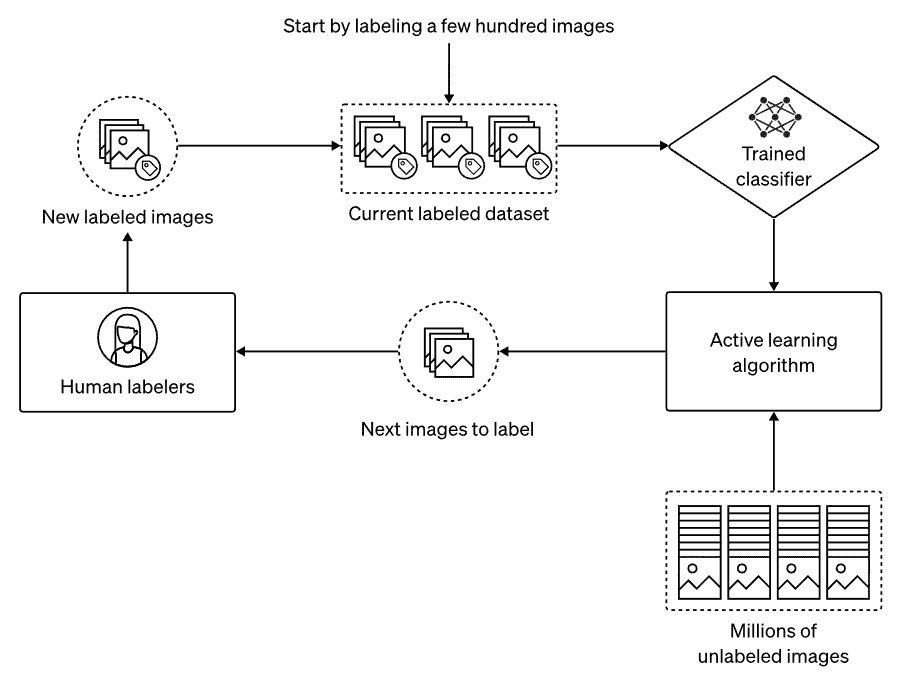 Start by labeling a few hundred images
Trained
classifier
New labeled images
Current labeled dataset
Active learning
algorithm
Human labelers
Next images to label
Millions of
unlabeled images